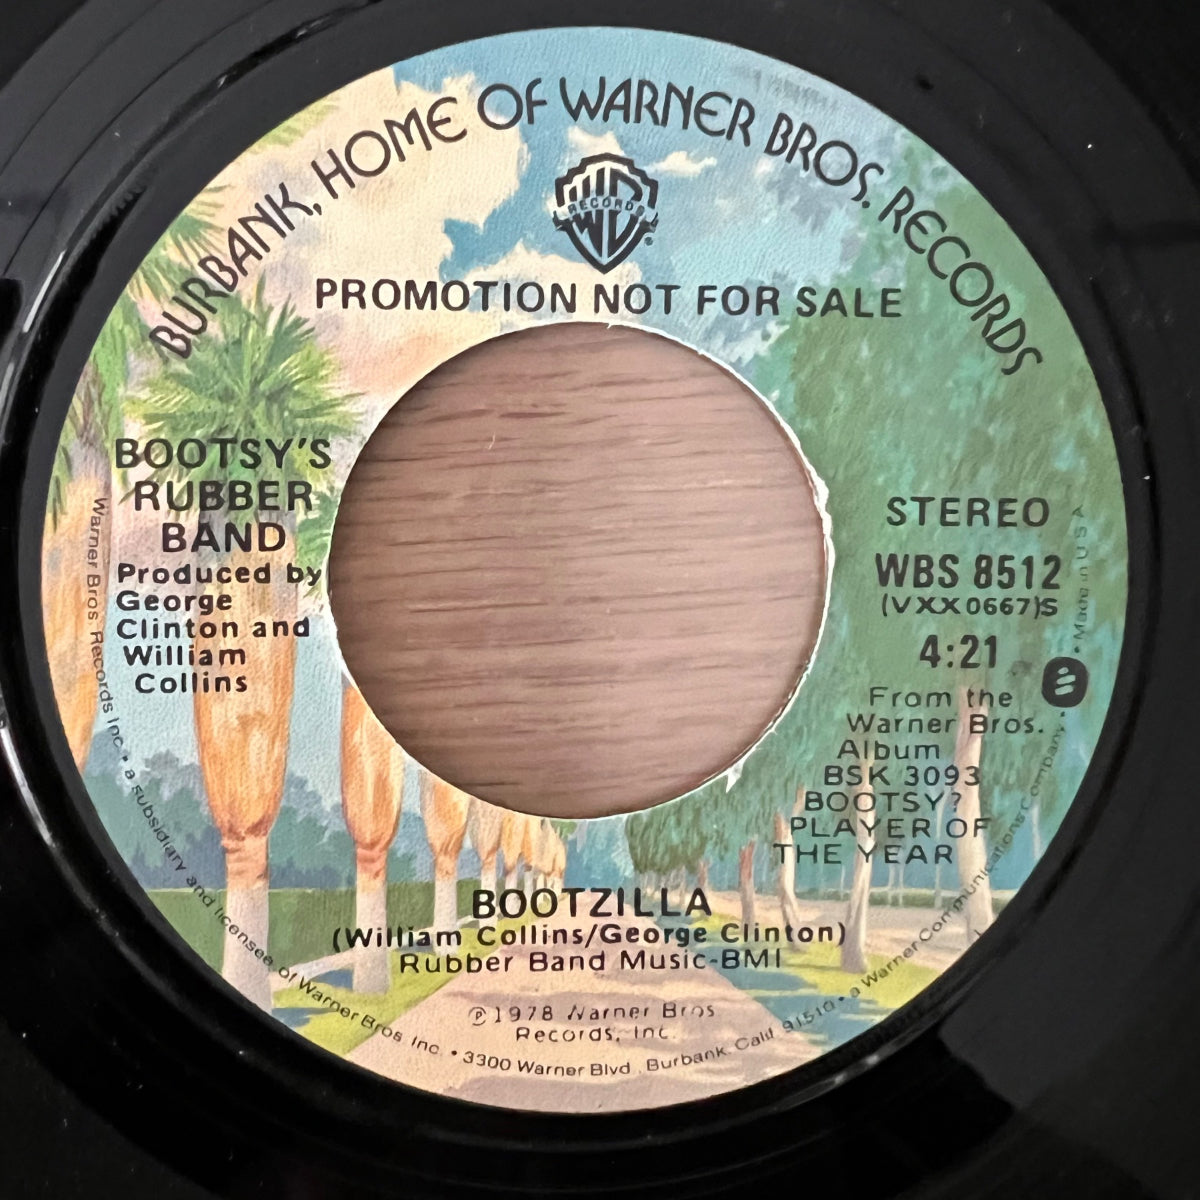 BURBANK, HOME OF WARNER BROS. RECORDS
WB
RECORDS
®
PROMOTION NOT FOR SALE
BOOTSY'S
RUBBER
BAND
Produced by
George
Clinton and
William
Collins
STEREO
WBS 8512
(VXX0667)S
4:21
From the
Warner Bros.
Album
BSK 3093
BOOTSY?
PLAYER OF
THE YEAR
BOOTZILLA
(William Collins/George Clinton)
Rubber Band Music-BMI
℗1978 Warner Bros
Records, Inc.
Warner Bros. Records Inc. • a subsidiary and licensee of Warner Bros. Inc. • 3300 Warner Blvd., Burbank, Calif. 91510 • a Warner Communications Company • Made in U S A